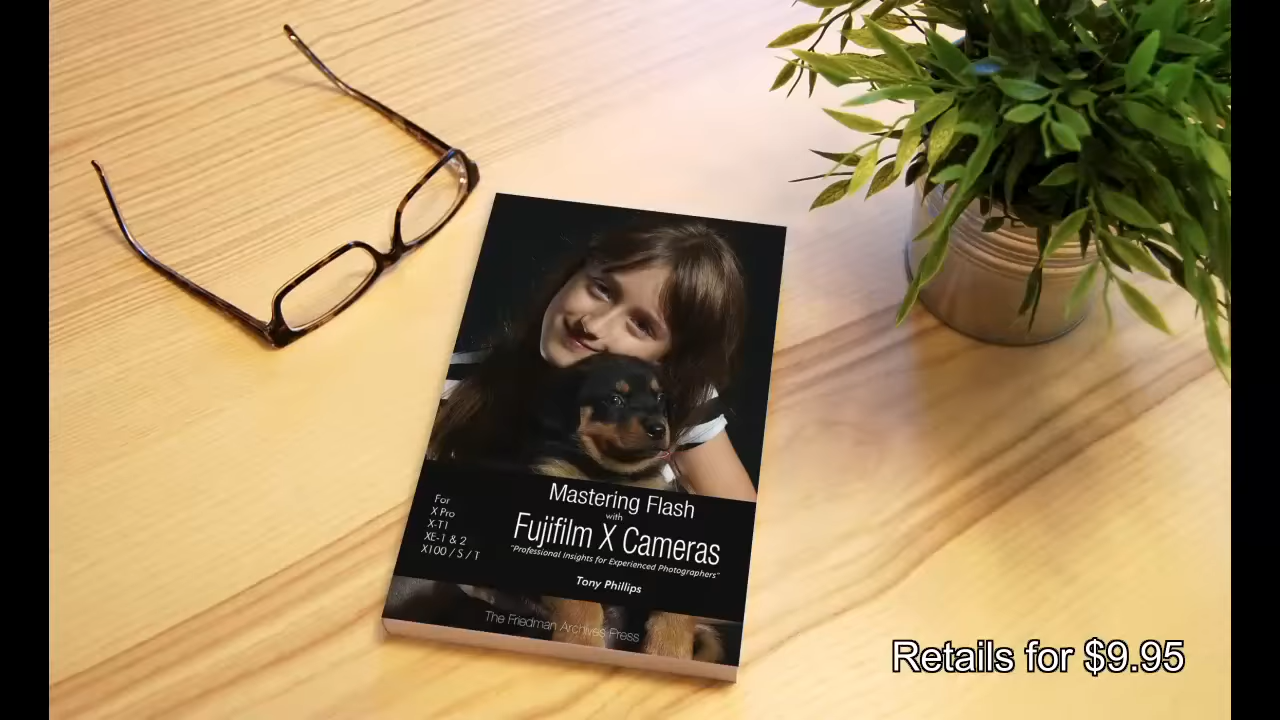 For
X Pro
X-T1
XE-1 & 2
X100 / S / T
Mastering Flash
with
Fujifilm X Cameras
"Professional Insights for Experienced Photographers"
Tony Phillips
The Friedman Archives Press
Retails for $9.95